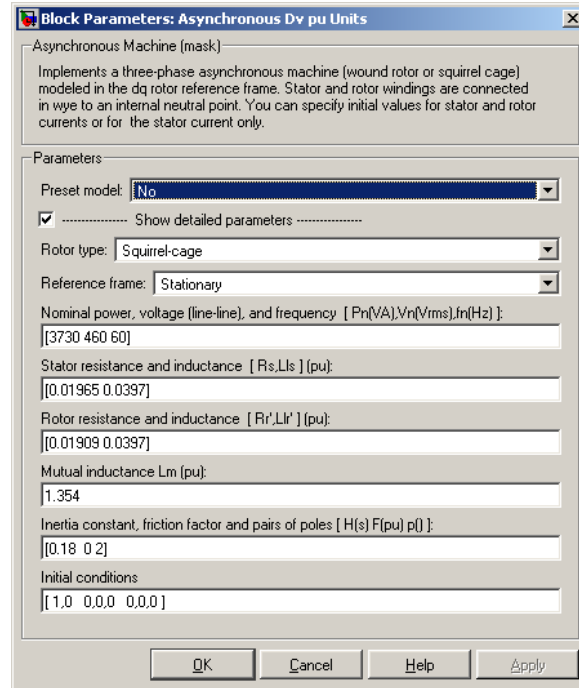 Block Parameters: Asynchronous Dv pu Units
Asynchronous Machine (mask)
Implements a three-phase asynchronous machine (wound rotor or squirrel cage)
modeled in the dq rotor reference frame. Stator and rotor windings are connected
in wye to an internal neutral point. You can specify initial values for stator and rotor
currents or for  the stator current only.
Parameters
Preset model: No
---------------- Show detailed parameters ----------------
Rotor type: Squirrel-cage
Reference frame: Stationary
Nominal power, voltage (line-line), and frequency  [ Pn(VA),Vn(Vrms),fn(Hz) ]:
[3730 460 60]
Stator resistance and inductance  [ Rs,Lls ] (pu):
[0.01965 0.0397]
Rotor resistance and inductance  [ Rr',Llr' ] (pu):
[0.01909 0.0397]
Mutual inductance Lm (pu):
1.354
Inertia constant, friction factor and pairs of poles [ H(s) F(pu) p() ]:
[0.18  0 2]
Initial conditions
[ 1,0   0,0,0   0,0,0 ]
OK Cancel Help Apply